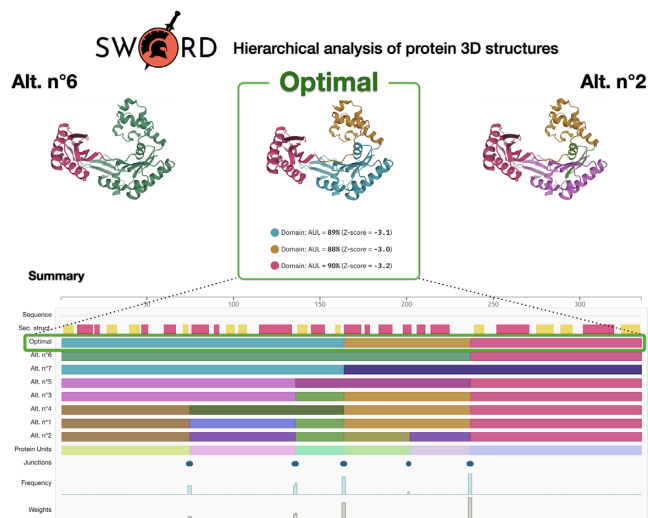 SWORD Hierarchical analysis of protein 3D structures
Alt. n°6
Optimal
Alt. n°2
Domain: AUL = 89% (Z-score = -3.1)
Domain: AUL = 88% (Z-score = -3.0)
Domain: AUL = 90% (Z-score = -3.2)
Summary
50 100 150 200 250 300
Sequence
Sec. struct.
Optimal
Alt. n°6
Alt. n°7
Alt. n°5
Alt. n°3
Alt. n°4
Alt. n°1
Alt. n°2
Protein Units
Junctions
Frequency
Weights